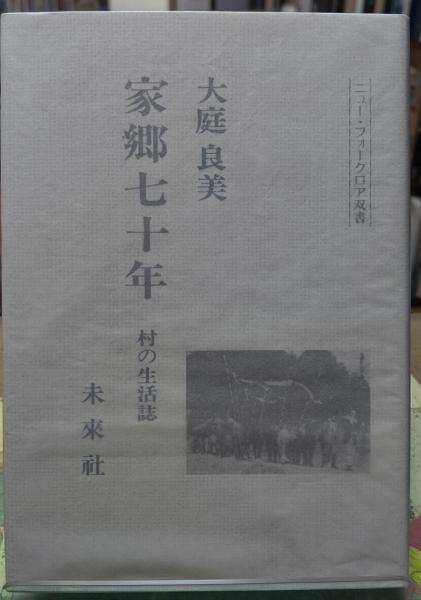 ニュー・フォークロア双書
大庭良美
家郷七十年
村の生活誌
未來社